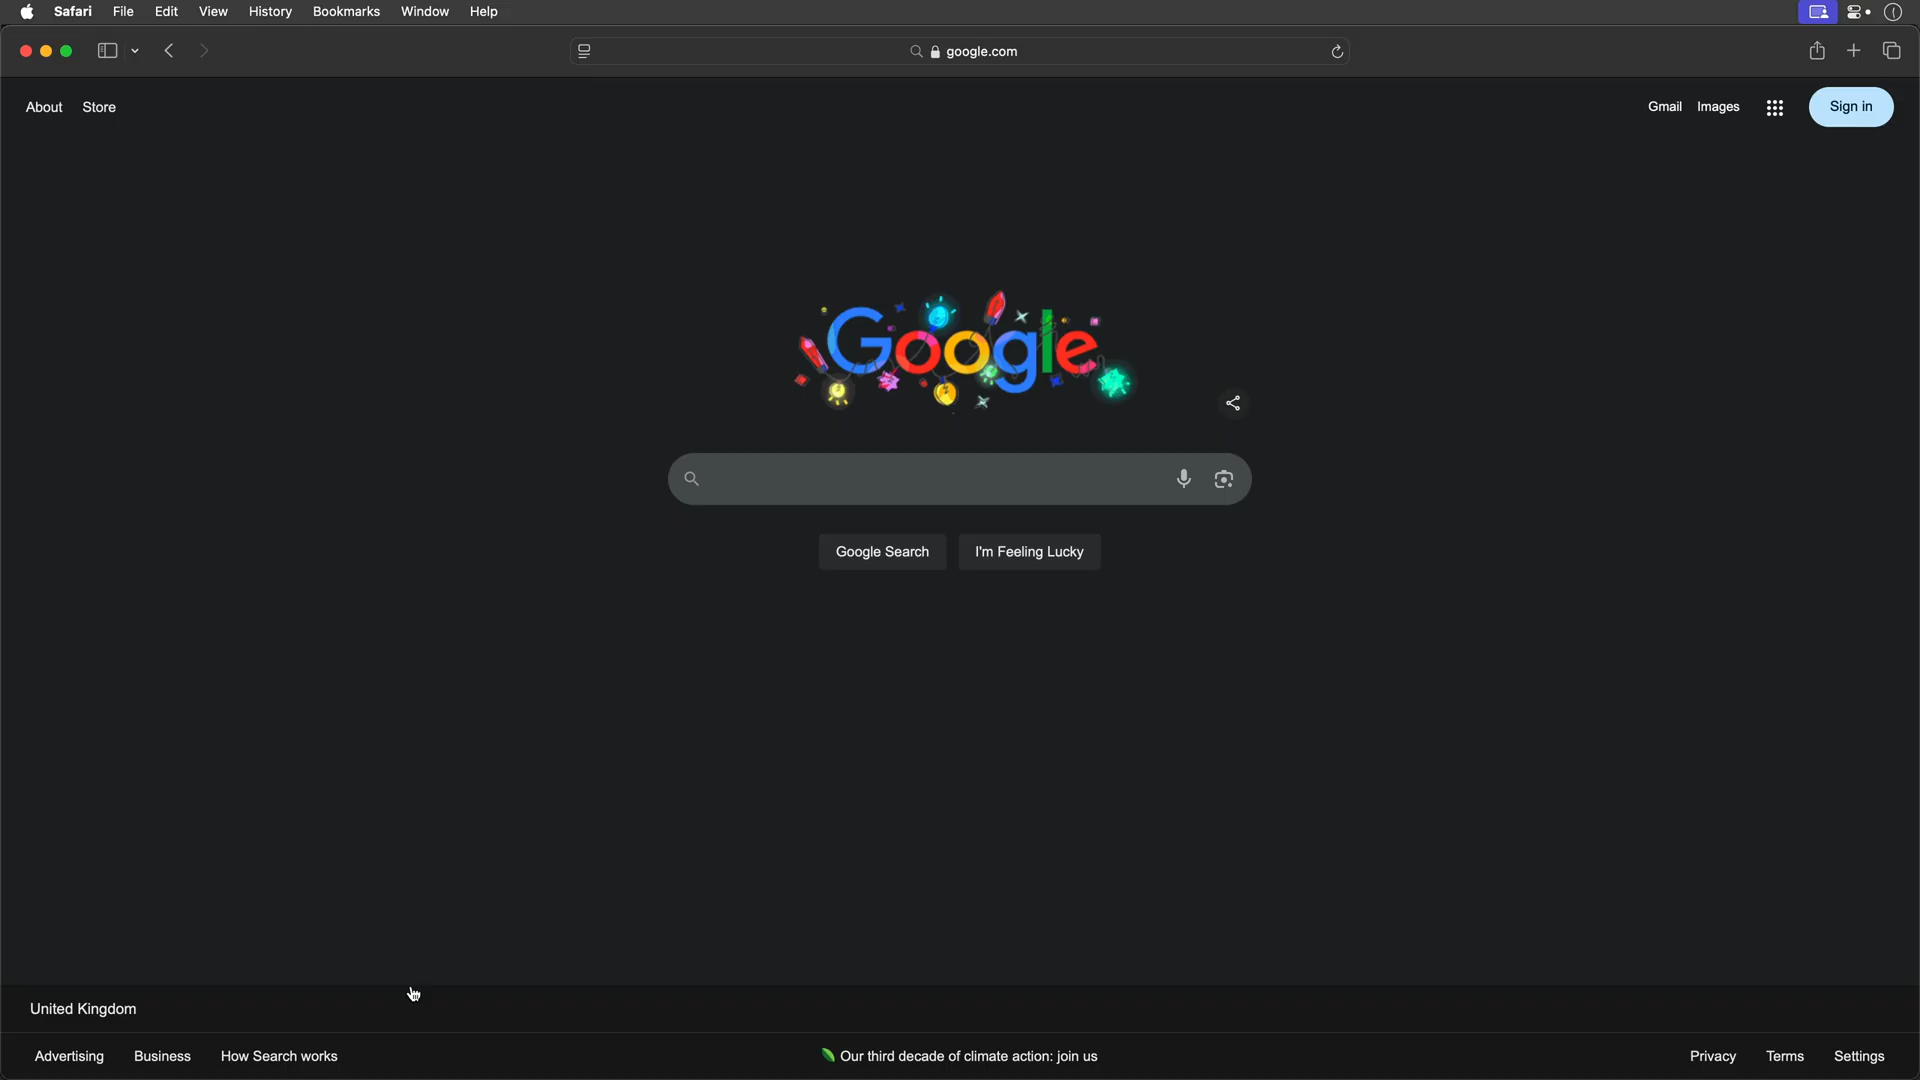 Safari File Edit View History Bookmarks Window Help
google.com
About Store Gmail Images Sign in
Google
Google Search I'm Feeling Lucky
United Kingdom
Advertising Business How Search works Our third decade of climate action: join us Privacy Terms Settings